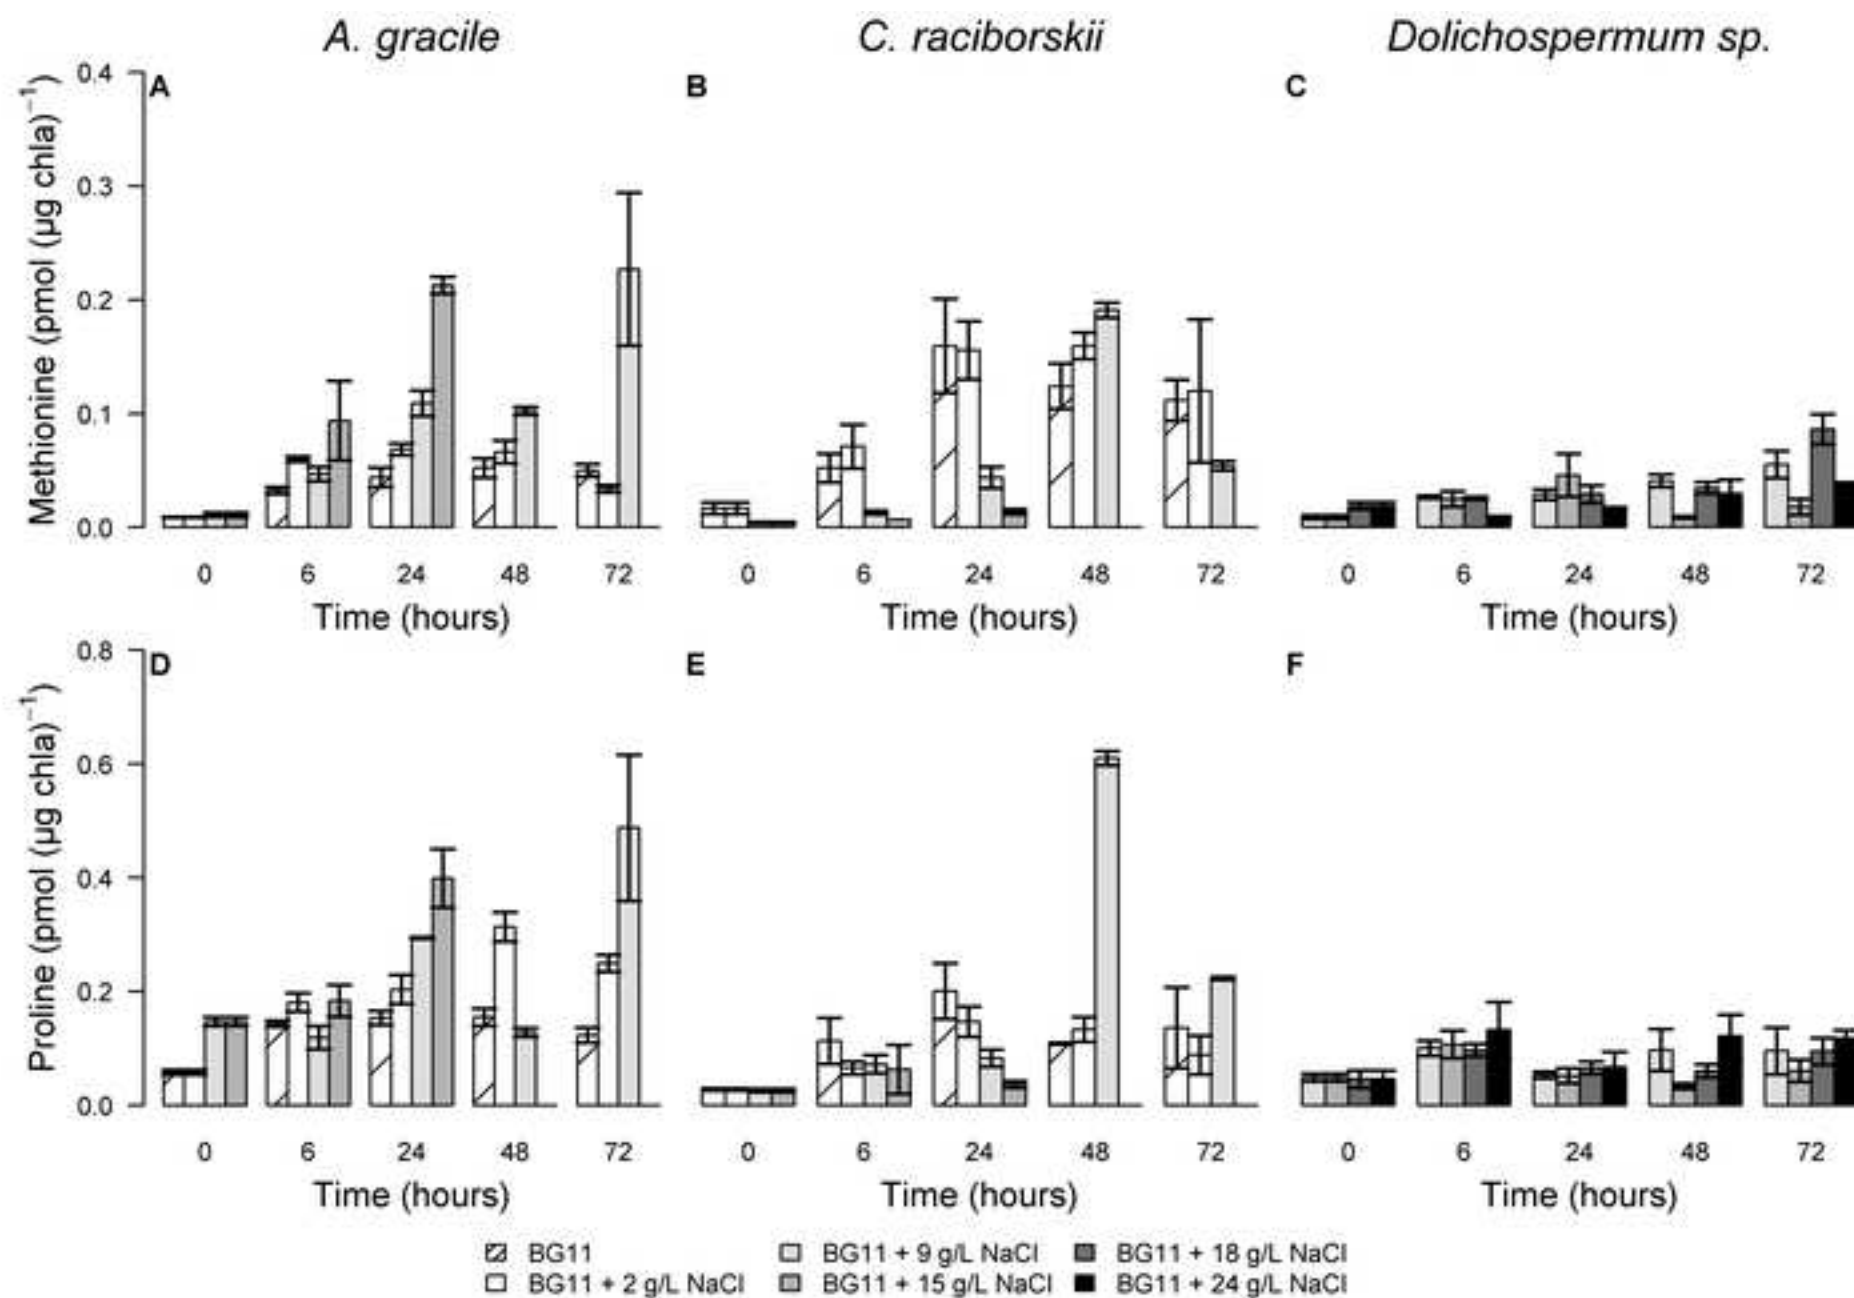 A. gracile C. raciborskii Dolichospermum sp.
A B C
Methionine (pmol (µg chla)⁻¹)
0.4
0.3
0.2
0.1
0.0
0 6 24 48 72 0 6 24 48 72 0 6 24 48 72
Time (hours) Time (hours) Time (hours)
D E F
Proline (pmol (µg chla)⁻¹)
0.8
0.6
0.4
0.2
0.0
0 6 24 48 72 0 6 24 48 72 0 6 24 48 72
Time (hours) Time (hours) Time (hours)
BG11 BG11 + 9 g/L NaCl BG11 + 18 g/L NaCl
BG11 + 2 g/L NaCl BG11 + 15 g/L NaCl BG11 + 24 g/L NaCl